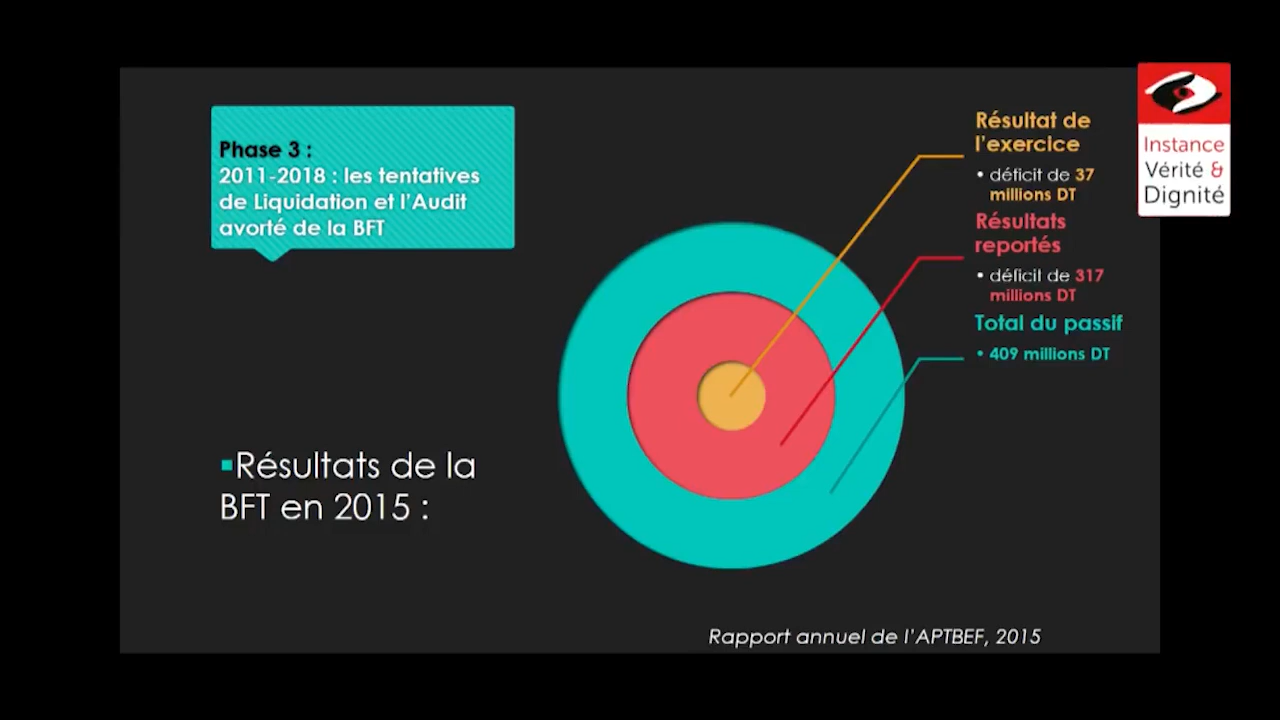 Phase 3 :
2011-2018 : les tentatives
de Liquidation et l'Audit
avorté de la BFT
▪Résultats de la
BFT en 2015 :
Résultat de
l'exercice
• déficit de 37
millions DT
Résultats
reportés
• déficit de 317
millions DT
Total du passif
• 409 millions DT
Instance
Vérité &
Dignité
Rapport annuel de l'APTBEF, 2015